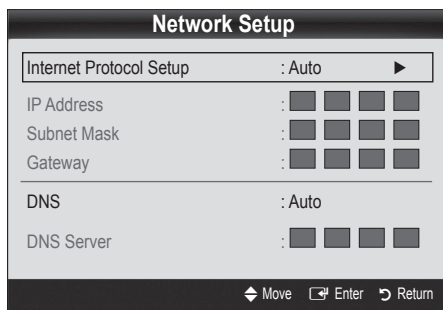 Network Setup
Internet Protocol Setup : Auto ►
IP Address :
Subnet Mask :
Gateway :
DNS : Auto
DNS Server :
Move Enter Return